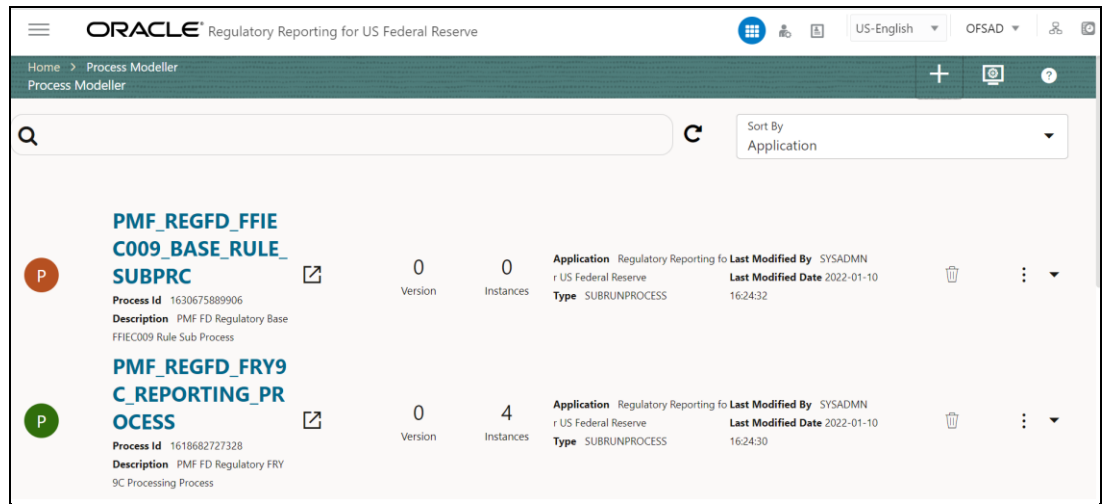 ORACLE® Regulatory Reporting for US Federal Reserve
US-English
OFSAD
Home > Process Modeller
Process Modeller
Sort By
Application
P
PMF_REGFD_FFIE
C009_BASE_RULE_
SUBPRC
Process Id 1630675889906
Description PMF FD Regulatory Base
FFIEC009 Rule Sub Process
0
Version
0
Instances
Application Regulatory Reporting fo
r US Federal Reserve
Type SUBRUNPROCESS
Last Modified By SYSADMN
Last Modified Date 2022-01-10
16:24:32
P
PMF_REGFD_FRY9
C_REPORTING_PR
OCESS
Process Id 1618682727328
Description PMF FD Regulatory FRY
9C Processing Process
0
Version
4
Instances
Application Regulatory Reporting fo
r US Federal Reserve
Type SUBRUNPROCESS
Last Modified By SYSADMN
Last Modified Date 2022-01-10
16:24:30